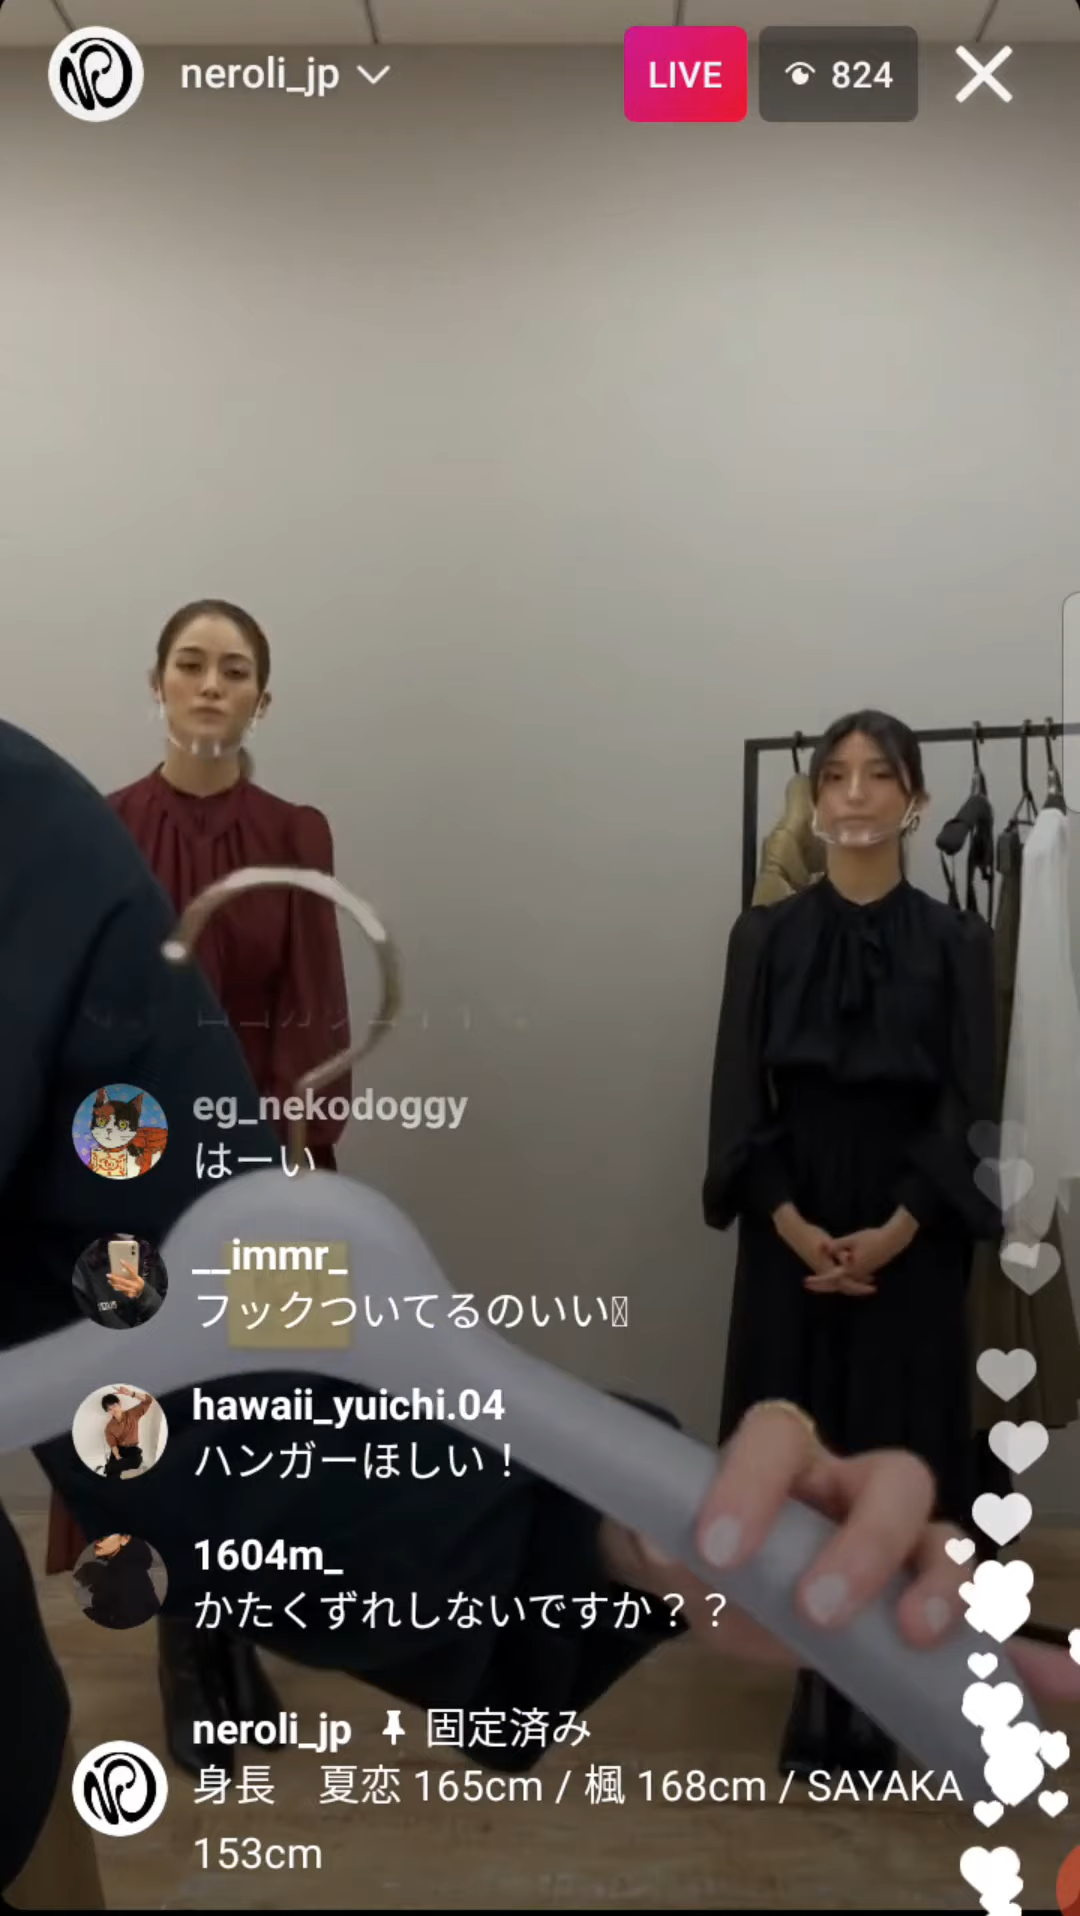 neroli_jp
LIVE
824
eg_nekodoggy
はーい
__immr_
フックついてるのいい
hawaii_yuichi.04
ハンガーほしい！
1604m_
かたくずれしないですか？？
neroli_jp 固定済み
身長　夏恋 165cm / 楓 168cm / SAYAKA
153cm